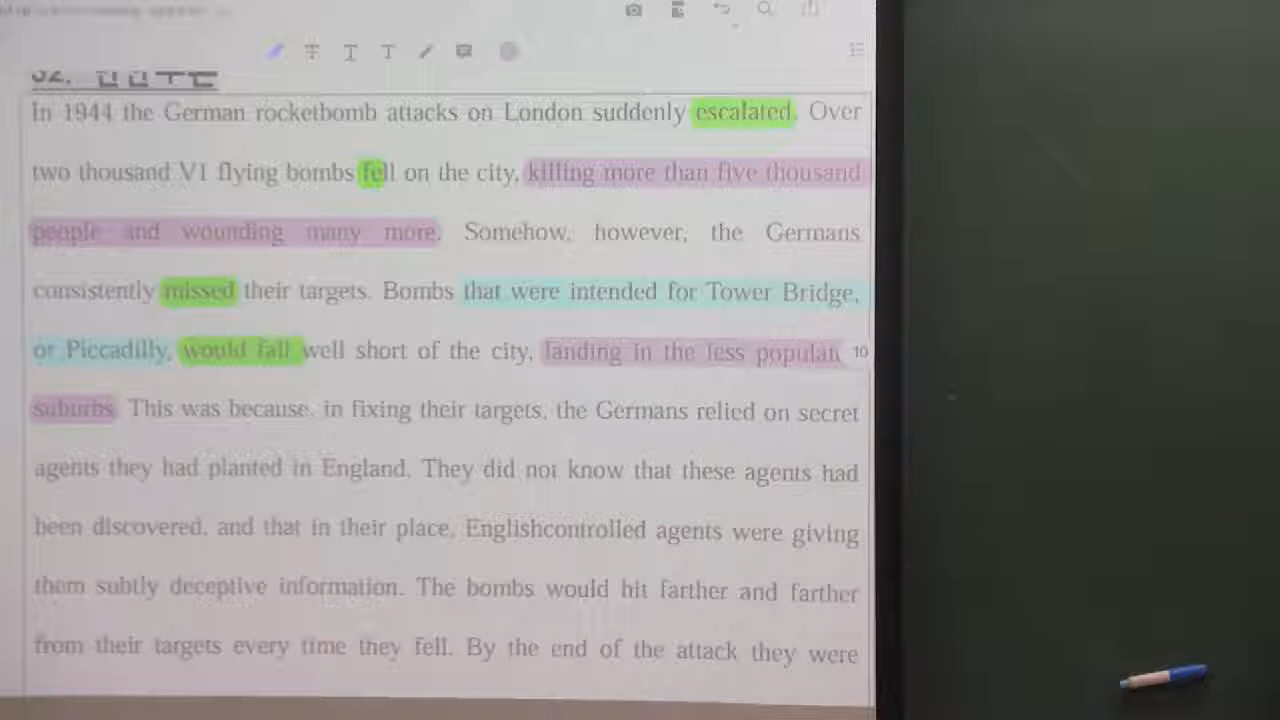 In 1944 the German rocketbomb attacks on London suddenly escalated. Over
two thousand V1 flying bombs fell on the city, killing more than five thousand
people and wounding many more. Somehow, however, the Germans
consistently missed their targets. Bombs that were intended for Tower Bridge,
or Piccadilly, would fall well short of the city, landing in the less 10
suburbs. This was because, in fixing their targets, the Germans relied on secret
agents they had planted in England. They did not know that these agents had
been discovered, and that in their place, Englishcontrolled agents were giving
them subtly deceptive information. The bombs would hit farther and farther
from their targets every time they fell. By the end of the attack they were